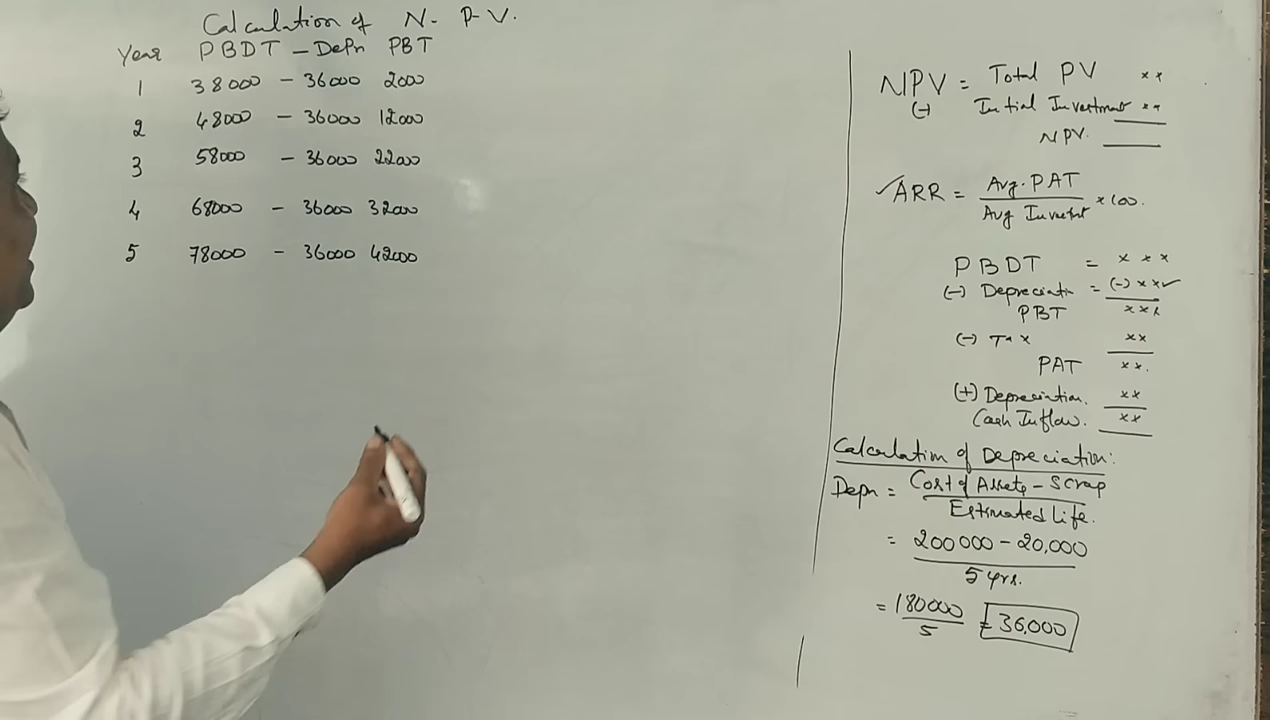 Calculation of N- P-V.
Year PBDT - Depn PBT
1 38000 - 36000 2000
2 48000 - 36000 12000
3 58000 - 36000 22000
4 68000 - 36000 32000
5 78000 - 36000 42000
NPV = Total PV xx
(-) Initial Investment xx
NPV.
✓ARR = Avg. PAT
Avg Investmt × 100.
PBDT = x x x
(-) Depreciatn = (-) x x ✓
PBT x x x
(-) Tax xx
PAT x x.
(+) Depreciation. xx
Cash Inflow. xx
Calculation of Depreciation:
Depn = Cost of Assets - Scrap
Estimated Life.
= 200000 - 20,000
5 yrs.
= 180000
5
= 36,000